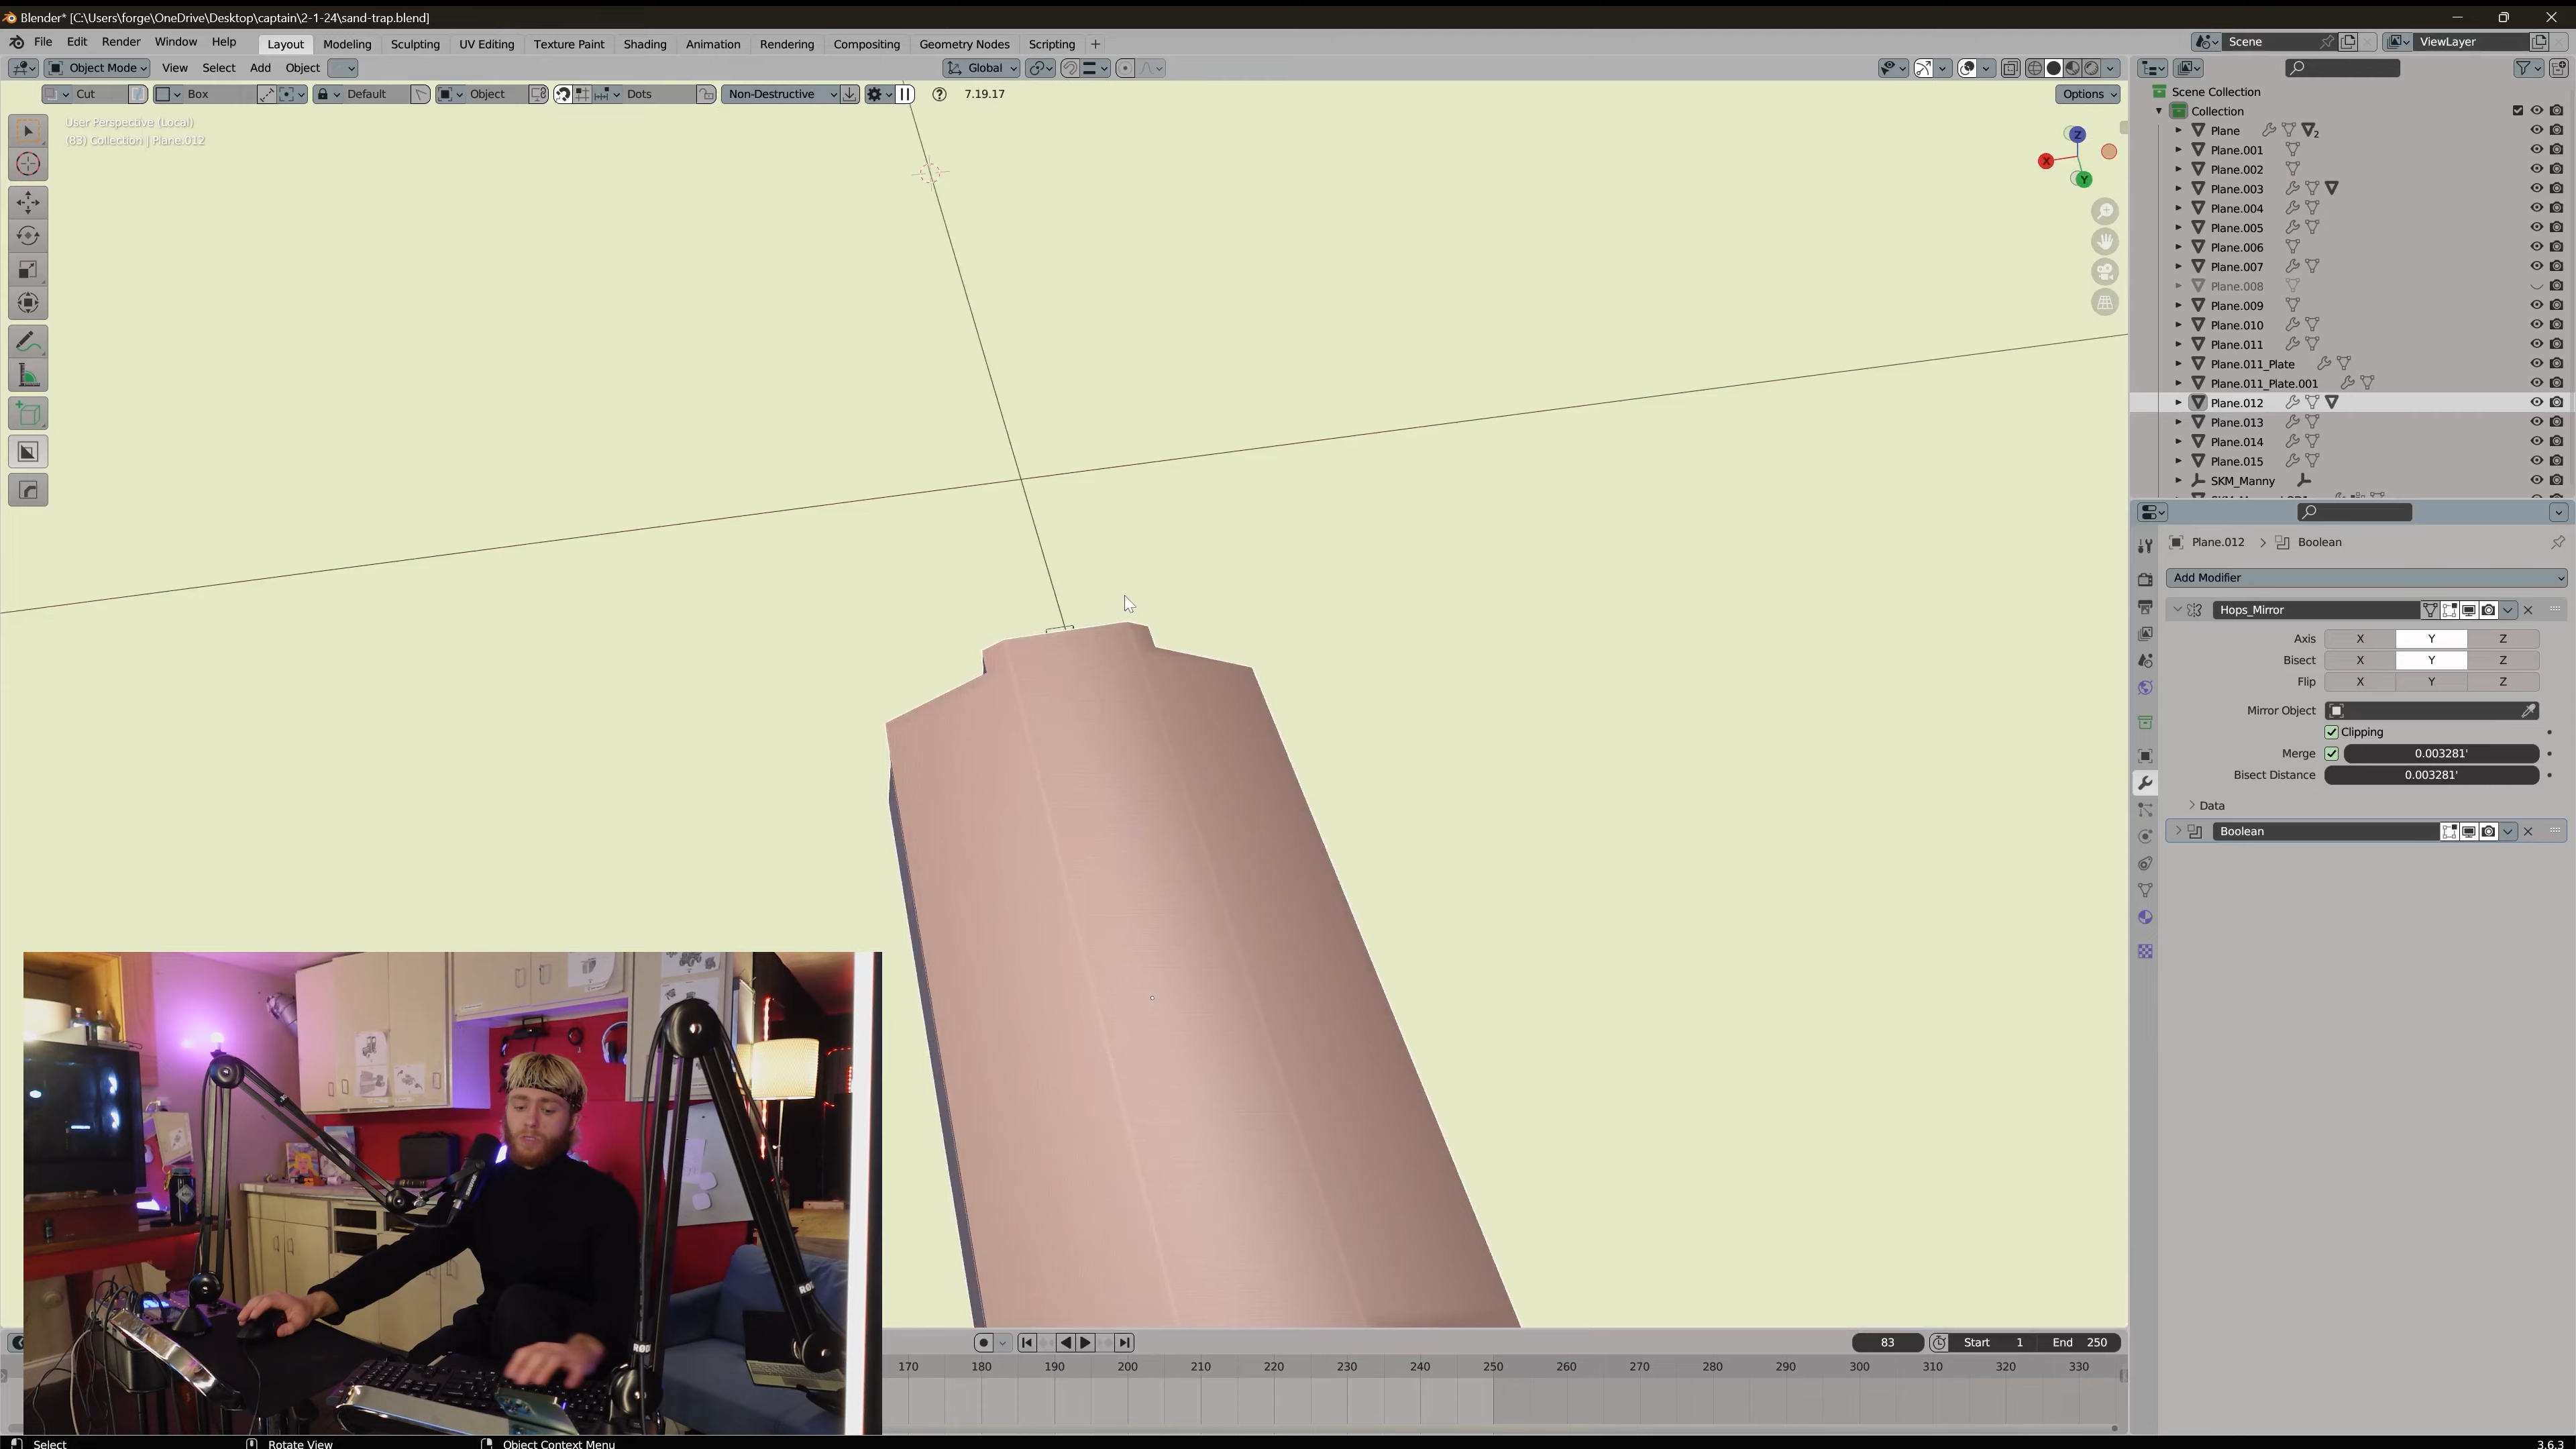 Blender* [C:\Users\forge\OneDrive\Desktop\captain\2-1-24\sand-trap.blend]
File Edit Render Window Help Layout Modeling Sculpting UV Editing Texture Paint Shading Animation Rendering Compositing Geometry Nodes Scripting + Scene ViewLayer
Object Mode View Select Add Object Global
Cut Box Default Object Dots Non-Destructive 7.19.17 Options
User Perspective (Local)
(83) Collection | Plane.012
Z
X
Y
Scene Collection
Collection
Plane 2
Plane.001
Plane.002
Plane.003
Plane.004
Plane.005
Plane.006
Plane.007
Plane.008
Plane.009
Plane.010
Plane.011
Plane.011_Plate
Plane.011_Plate.001
Plane.012
Plane.013
Plane.014
Plane.015
SKM_Manny
Plane.012 > Boolean
Add Modifier
Hops_Mirror
Axis X Y Z
Bisect X Y Z
Flip X Y Z
Mirror Object
Clipping
Merge 0.003281'
Bisect Distance 0.003281'
Data
Boolean
83 Start 1 End 250
170 180 190 200 210 220 230 240 250 260 270 280 290 300 310 320 330
Select Rotate View Object Context Menu 3.6.3